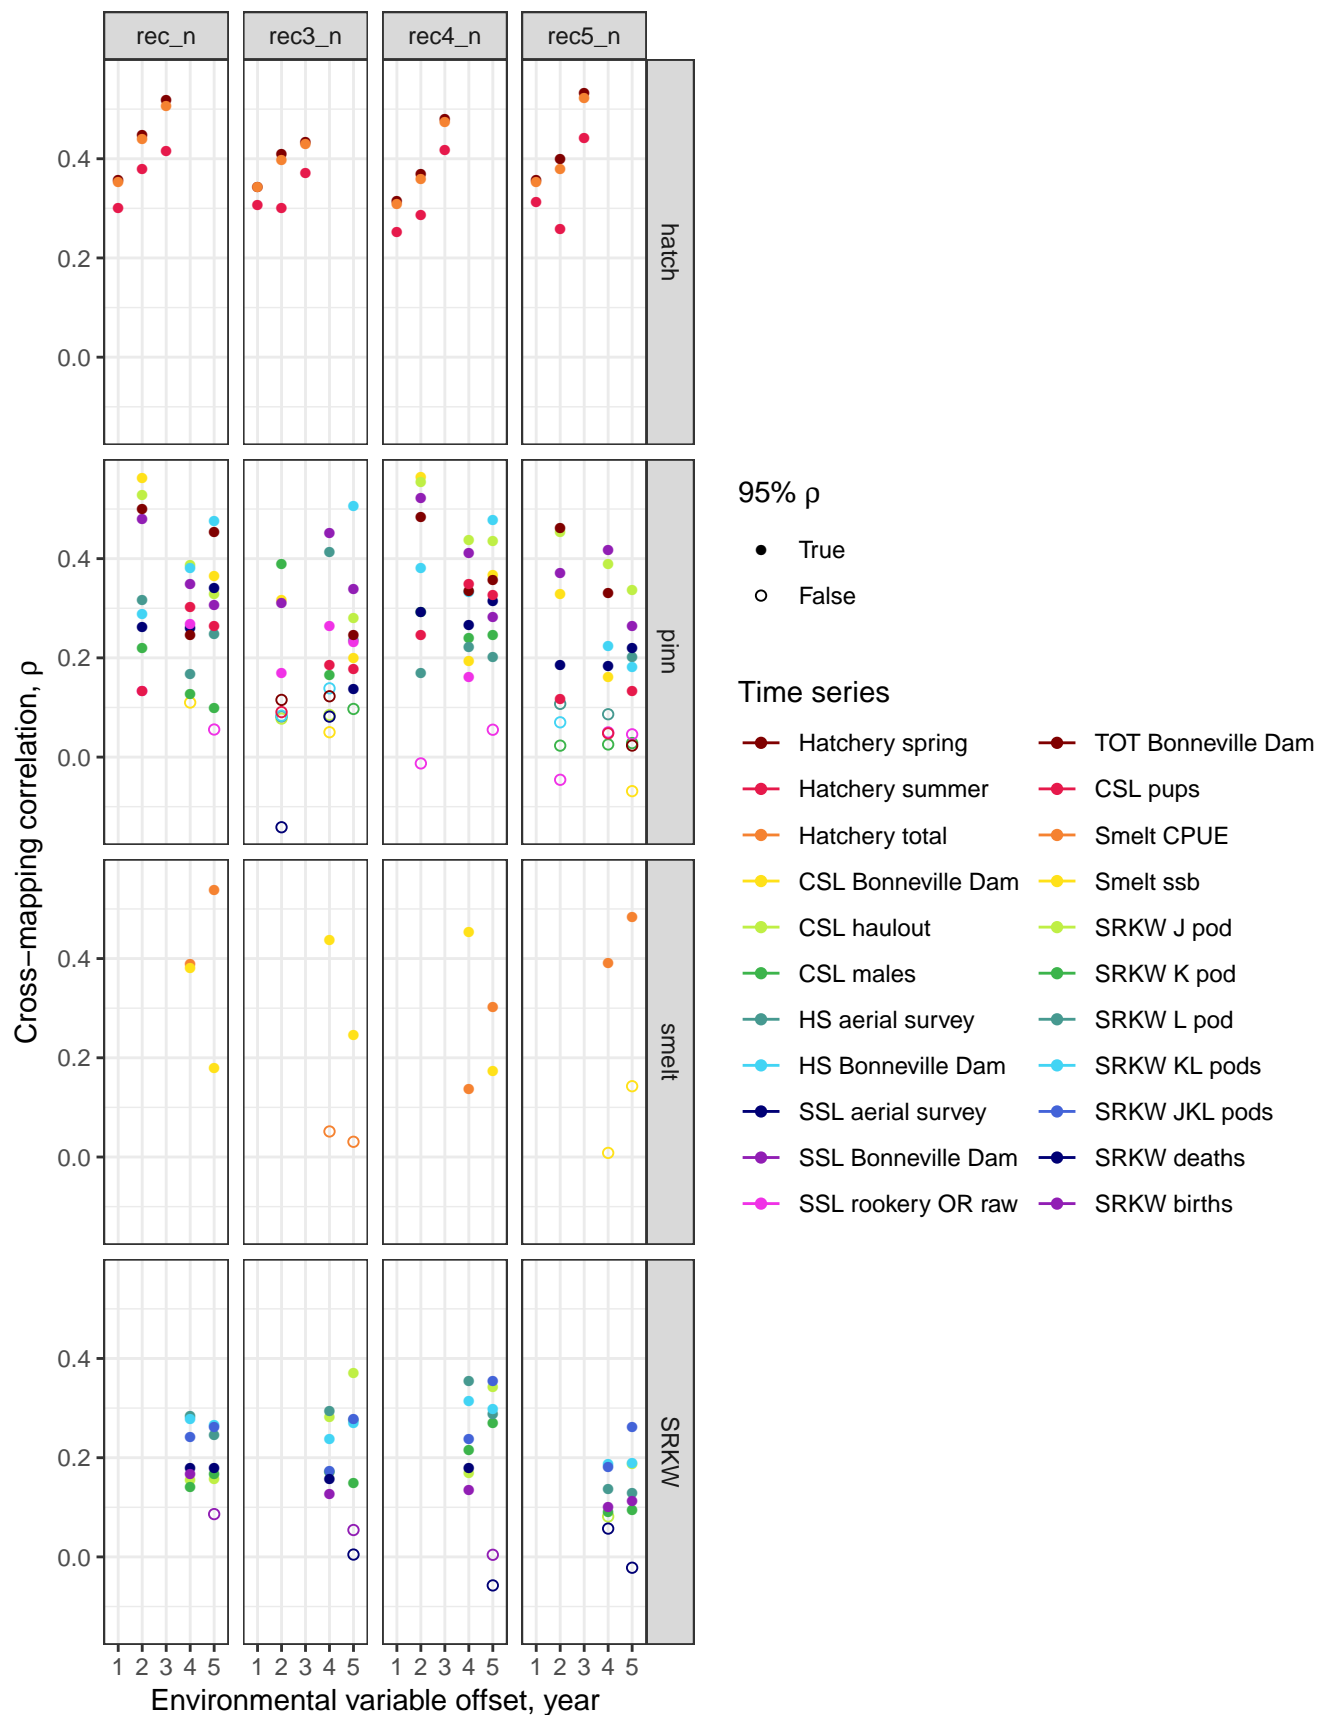 rec_n rec3_n rec4_n rec5_n
0.4
0.2
0.0
hatch
0.4
0.2
0.0
pinn
0.4
0.2
0.0
smelt
0.4
0.2
0.0
SRKW
1 2 3 4 5 1 2 3 4 5 1 2 3 4 5 1 2 3 4 5
Environmental variable offset, year
Cross−mapping correlation, ρ
95% ρ
True
False
Time series
Hatchery spring
Hatchery summer
Hatchery total
CSL Bonneville Dam
CSL haulout
CSL males
HS aerial survey
HS Bonneville Dam
SSL aerial survey
SSL Bonneville Dam
SSL rookery OR raw
TOT Bonneville Dam
CSL pups
Smelt CPUE
Smelt ssb
SRKW J pod
SRKW K pod
SRKW L pod
SRKW KL pods
SRKW JKL pods
SRKW deaths
SRKW births